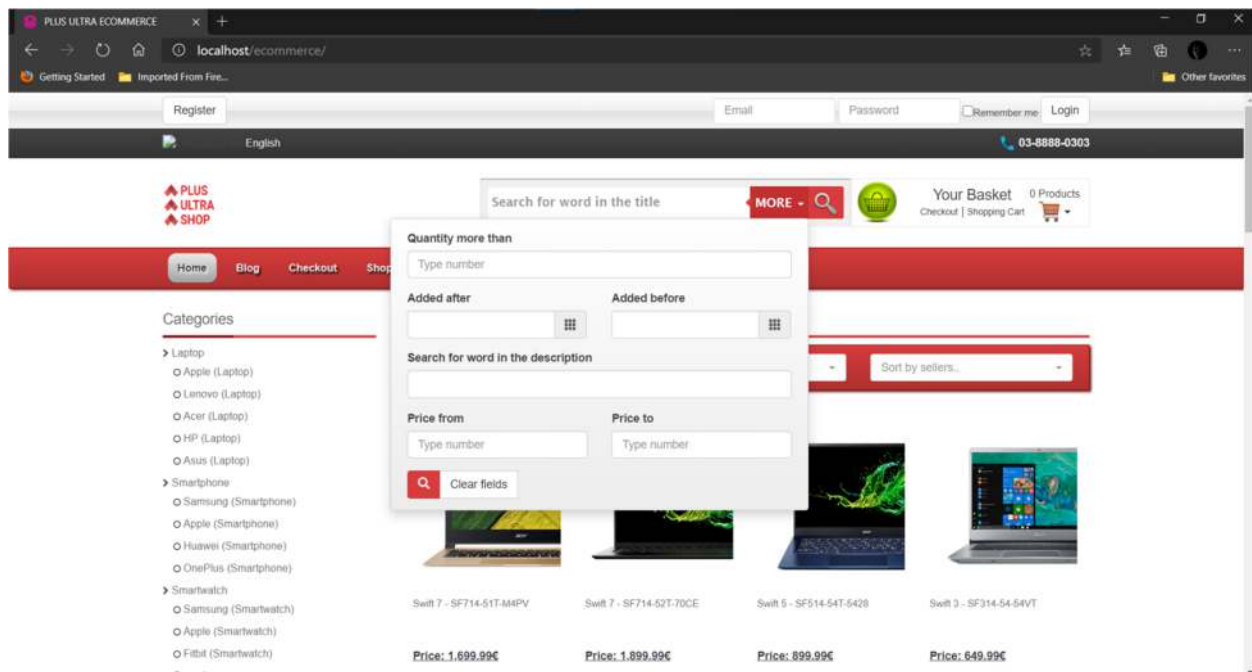 PLUS ULTRA ECOMMERCE
localhost/ecommerce/
Getting Started Imported From Fire... Other favorites
Register Email Password Remember me Login
English 03-8888-0303
PLUS
ULTRA
SHOP
Search for word in the title MORE
Your Basket 0 Products
Checkout | Shopping Cart
Home Blog Checkout Shop
Quantity more than
Type number
Added after Added before
Search for word in the description
Price from Price to
Type number Type number
Clear fields
Sort by sellers..
Categories
Laptop
Apple (Laptop)
Lenovo (Laptop)
Acer (Laptop)
HP (Laptop)
Asus (Laptop)
Smartphone
Samsung (Smartphone)
Apple (Smartphone)
Huawei (Smartphone)
OnePlus (Smartphone)
Smartwatch
Samsung (Smartwatch)
Apple (Smartwatch)
Fitbit (Smartwatch)
Swift 7 - SF714-51T-M4PV Swift 7 - SF714-52T-70CE Swift 5 - SF514-54T-5428 Swift 3 - SF314-54-54VT
Price: 1,699.99€ Price: 1,899.99€ Price: 899.99€ Price: 649.99€